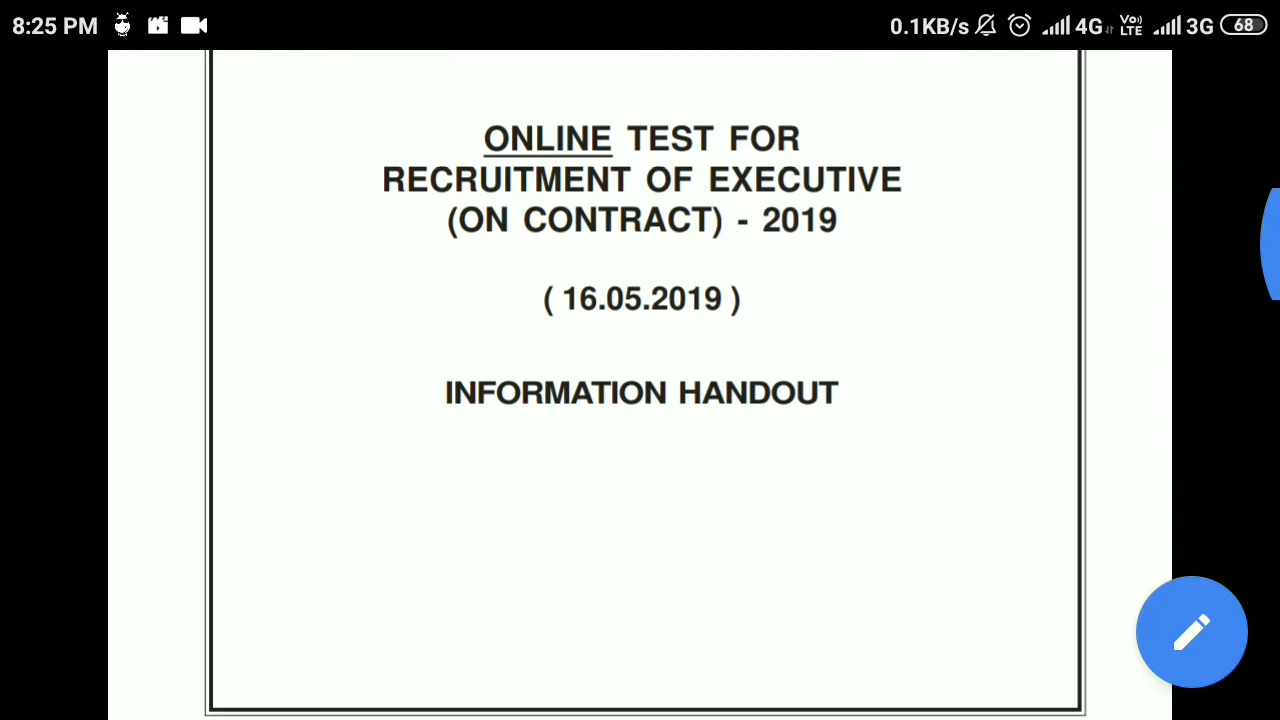 8:25 PM 0.1KB/s 4G Vo) LTE 3G 68
ONLINE TEST FOR
RECRUITMENT OF EXECUTIVE
(ON CONTRACT) - 2019
( 16.05.2019 )
INFORMATION HANDOUT